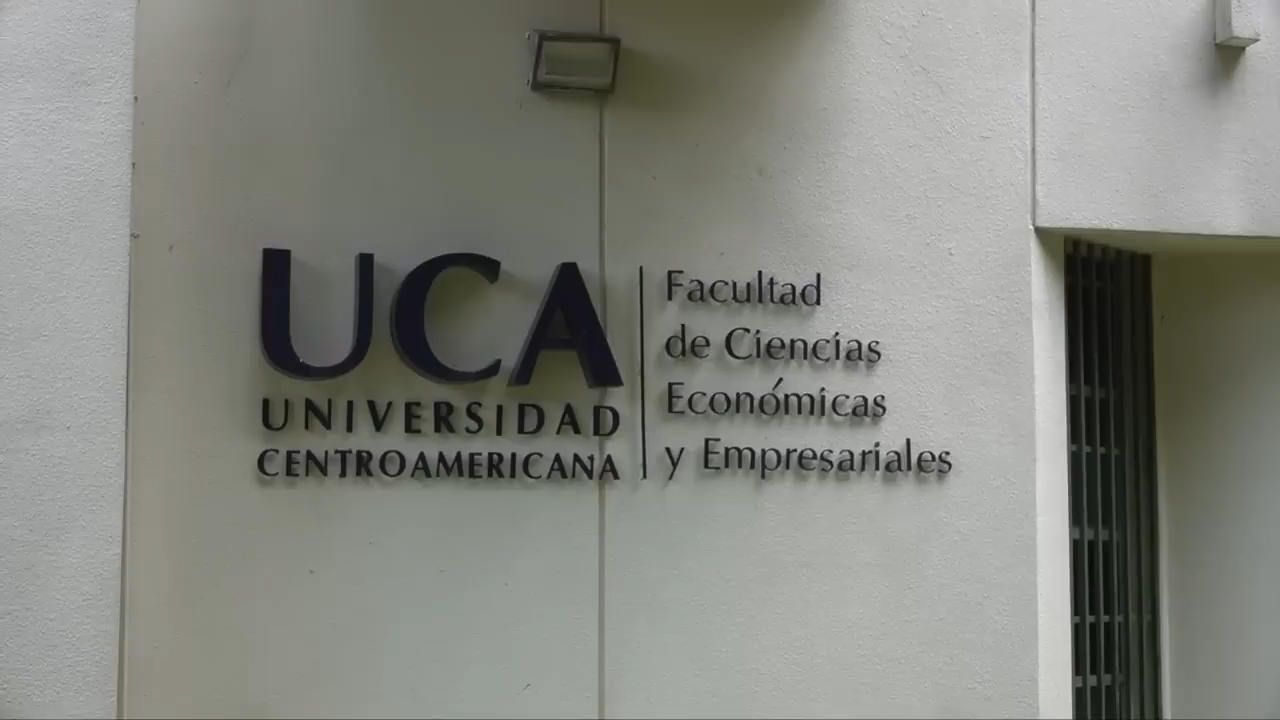 UCA
UNIVERSIDAD
CENTROAMERICANA
Facultad
de Ciencias
Económicas
y Empresariales